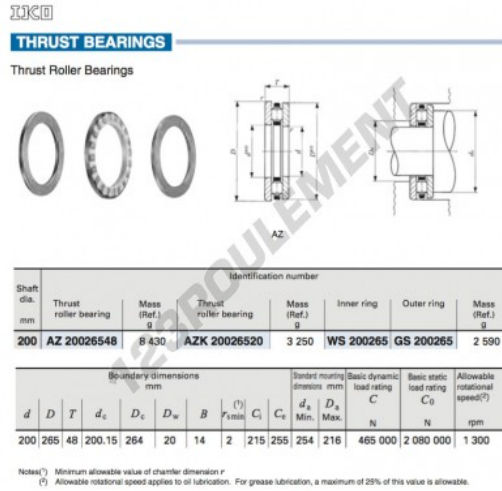 IKO
THRUST BEARINGS
Thrust Roller Bearings
T
r
D
d
AZ
123ROULEMENT
Identification number
Shaft dia. mm | Thrust roller bearing | Mass (Ref.) g | Thrust roller bearing | Mass (Ref.) g | Inner ring | Outer ring | Mass (Ref.) g
200 | AZ 20026548 | 8 430 | AZK 20026520 | 3 250 | WS 200265 | GS 200265 | 2 590
Boundary dimensions mm | Standard mounting dimensions mm | Basic dynamic load rating C N | Basic static load rating C0 N | Allowable rotational speed(2) rpm
d | D | T | dc | Dc | Dw | B | rs min(1) | Ci | Ce | da Min. | Da Max.
200 | 265 | 48 | 200.15 | 264 | 20 | 14 | 2 | 215 | 255 | 254 | 216 | 465 000 | 2 080 000 | 1 300
Notes(1) Minimum allowable value of chamfer dimension r
(2) Allowable rotational speed applies to oil lubrication. For grease lubrication, a maximum of 25% of this value is allowable.